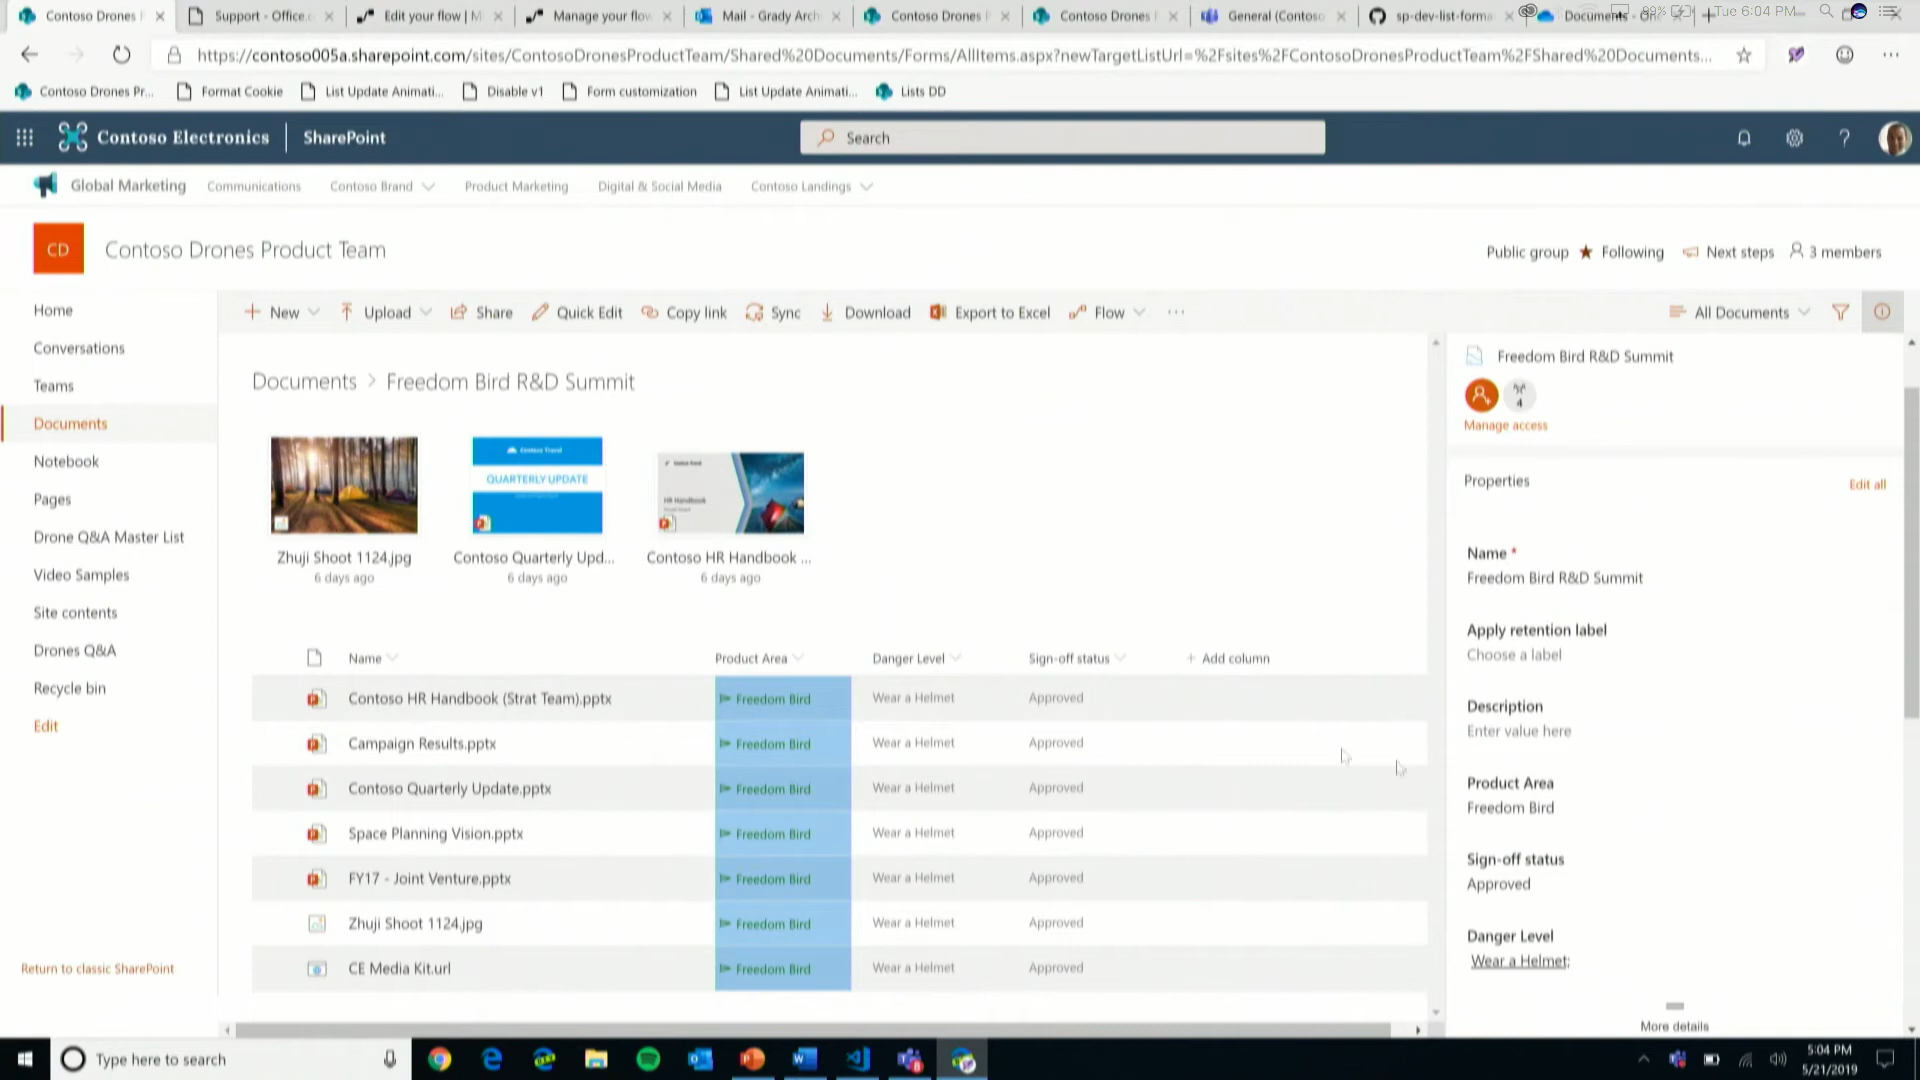 Contoso Drones
Support - Office.c
Edit your flow | M
Manage your flow
Mail - Grady Arch
Contoso Drones
Contoso Drones
General (Contoso
sp-dev-list-forma
Documents - On
99%
Tue 6:04 PM
https://contoso005a.sharepoint.com/sites/ContosoDronesProductTeam/Shared%20Documents/Forms/AllItems.aspx?newTargetListUrl=%2Fsites%2FContosoDronesProductTeam%2FShared%20Documents...
Contoso Drones Pr...
Format Cookie
List Update Animati...
Disable v1
Form customization
List Update Animati...
Lists DD
Contoso Electronics
SharePoint
Search
Global Marketing
Communications
Contoso Brand
Product Marketing
Digital & Social Media
Contoso Landings
CD
Contoso Drones Product Team
Public group
Following
Next steps
3 members
Home
Conversations
Teams
Documents
Notebook
Pages
Drone Q&A Master List
Video Samples
Site contents
Drones Q&A
Recycle bin
Edit
Return to classic SharePoint
+ New
Upload
Share
Quick Edit
Copy link
Sync
Download
Export to Excel
Flow
...
All Documents
Documents > Freedom Bird R&D Summit
Contoso Travel
QUARTERLY UPDATE
HR Handbook
Zhuji Shoot 1124.jpg
6 days ago
Contoso Quarterly Upd...
6 days ago
Contoso HR Handbook ...
6 days ago
Name
Product Area
Danger Level
Sign-off status
+ Add column
Contoso HR Handbook (Strat Team).pptx
Freedom Bird
Wear a Helmet
Approved
Campaign Results.pptx
Freedom Bird
Wear a Helmet
Approved
Contoso Quarterly Update.pptx
Freedom Bird
Wear a Helmet
Approved
Space Planning Vision.pptx
Freedom Bird
Wear a Helmet
Approved
FY17 - Joint Venture.pptx
Freedom Bird
Wear a Helmet
Approved
Zhuji Shoot 1124.jpg
Freedom Bird
Wear a Helmet
Approved
CE Media Kit.url
Freedom Bird
Wear a Helmet
Approved
Freedom Bird R&D Summit
4
Manage access
Properties
Edit all
Name *
Freedom Bird R&D Summit
Apply retention label
Choose a label
Description
Enter value here
Product Area
Freedom Bird
Sign-off status
Approved
Danger Level
Wear a Helmet;
More details
Type here to search
5:04 PM
5/21/2019